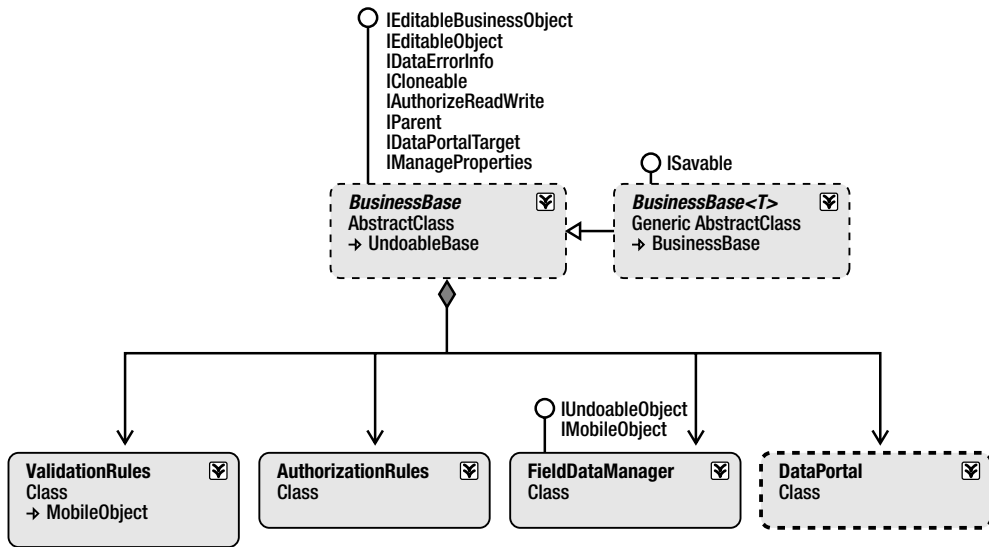 IEditableBusinessObject
IEditableObject
IDataErrorInfo
ICloneable
IAuthorizeReadWrite
IParent
IDataPortalTarget
IManageProperties
ISavable
BusinessBase
AbstractClass
UndoableBase
BusinessBase<T>
Generic AbstractClass
BusinessBase
IUndoableObject
IMobileObject
ValidationRules
Class
MobileObject
AuthorizationRules
Class
FieldDataManager
Class
DataPortal
Class